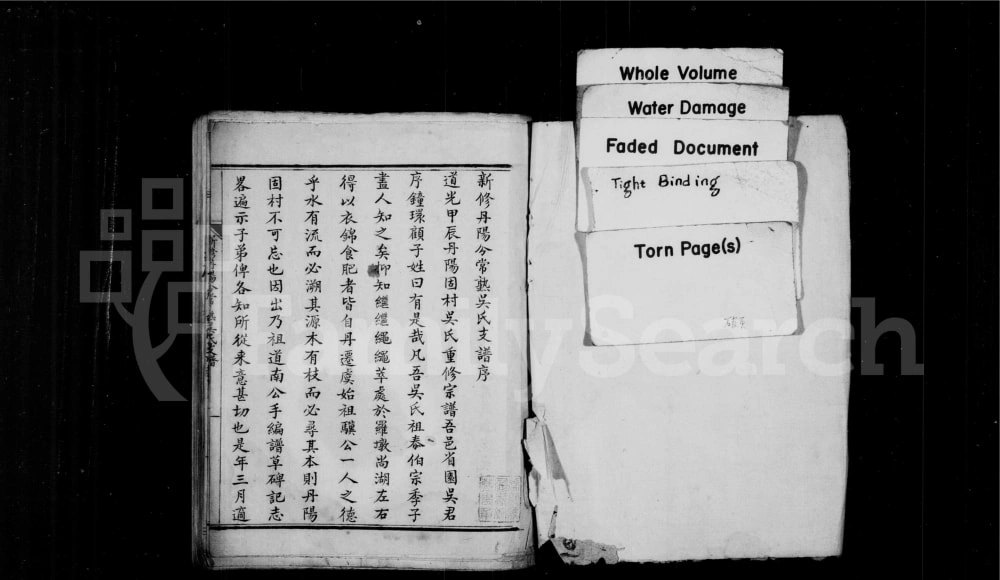 Whole Volume
Water Damage
Faded Document
Tight Binding
Torn Page(s)
新修丹陽分常熟吳氏支譜序
道光甲辰丹陽固村吳氏重修宗譜吾邑省園吳君
序鐘環顧子姓曰有是哉凡吾吳氏祖泰伯宗季子
盡人知之矣抑知繼繼繩繩萃處於羅墩尚湖左右
得以衣錦食肥者皆自丹遷虞始祖驥公一人之德
乎水有流而必溯其源木有枝而必尋其本則丹陽
固村不可忘也因出乃祖道南公手編譜草碑記志
畧遍示子弟俾各知所從来意甚切也是年三月適
FamilySearch